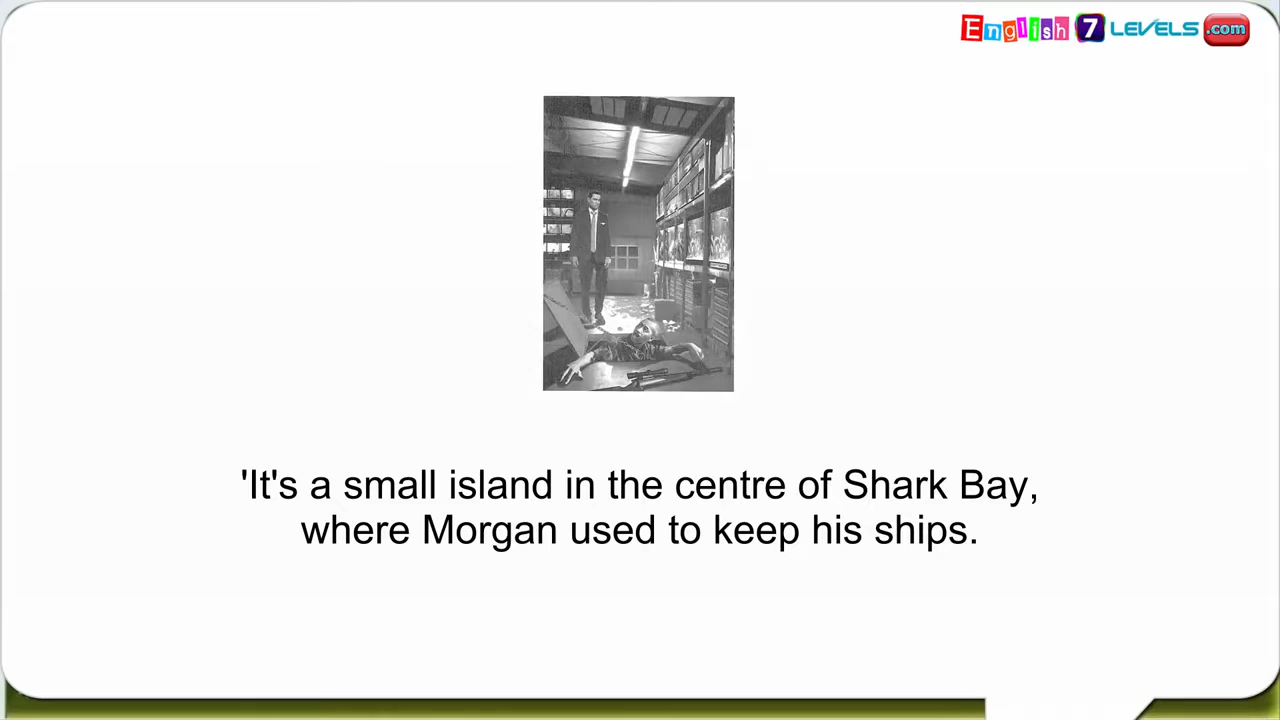 English 7 LEVELS .com
'It's a small island in the centre of Shark Bay,
where Morgan used to keep his ships.